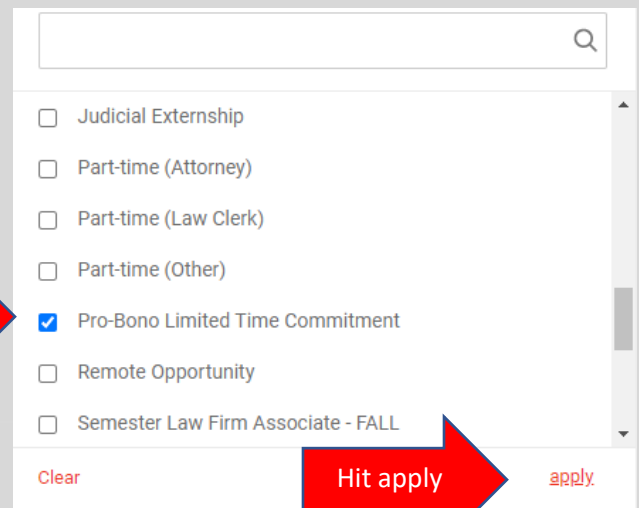 Judicial Externship
Part-time (Attorney)
Part-time (Law Clerk)
Part-time (Other)
Pro-Bono Limited Time Commitment
Remote Opportunity
Semester Law Firm Associate - FALL
Clear Hit apply apply